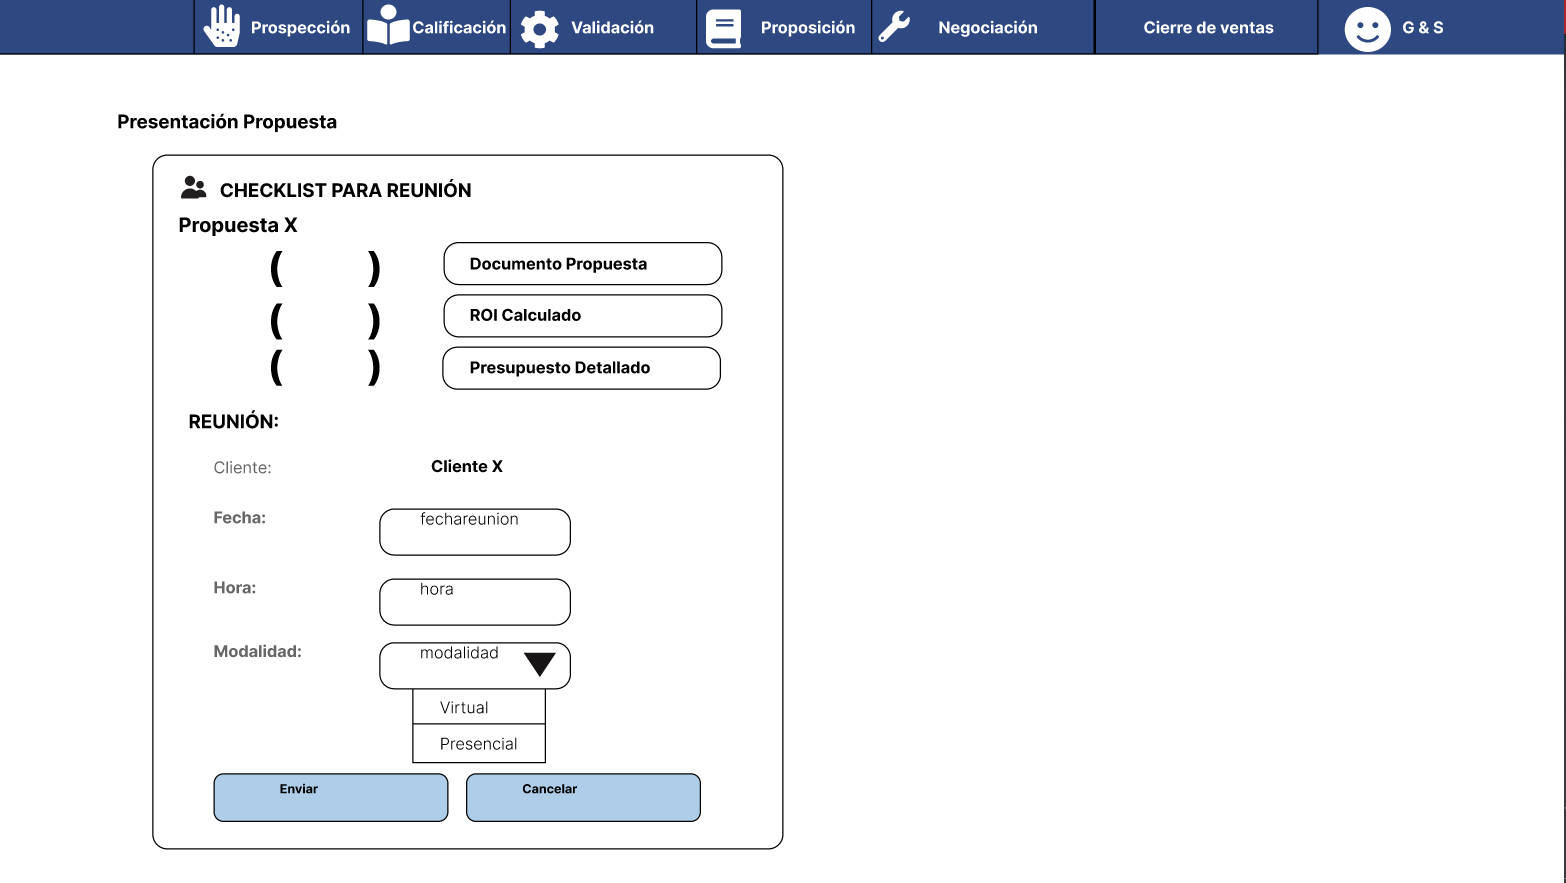 Prospección
Calificación
Validación
Proposición
Negociación
Cierre de ventas
G & S
Presentación Propuesta
CHECKLIST PARA REUNIÓN
Propuesta X
( ) Documento Propuesta
( ) ROI Calculado
( ) Presupuesto Detallado
REUNIÓN:
Cliente: Cliente X
Fecha: fechareunion
Hora: hora
Modalidad: modalidad
Virtual
Presencial
Enviar Cancelar